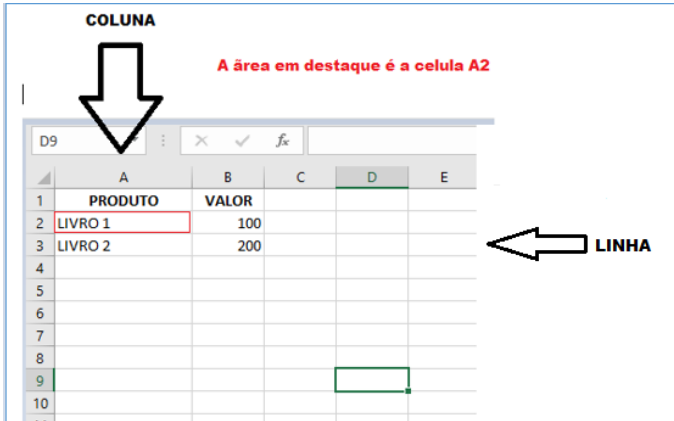 COLUNA
A ãrea em destaque é a celula A2
D9 fx
A B C D E
1 PRODUTO VALOR
2 LIVRO 1 100
3 LIVRO 2 200
LINHA
4
5
6
7
8
9
10